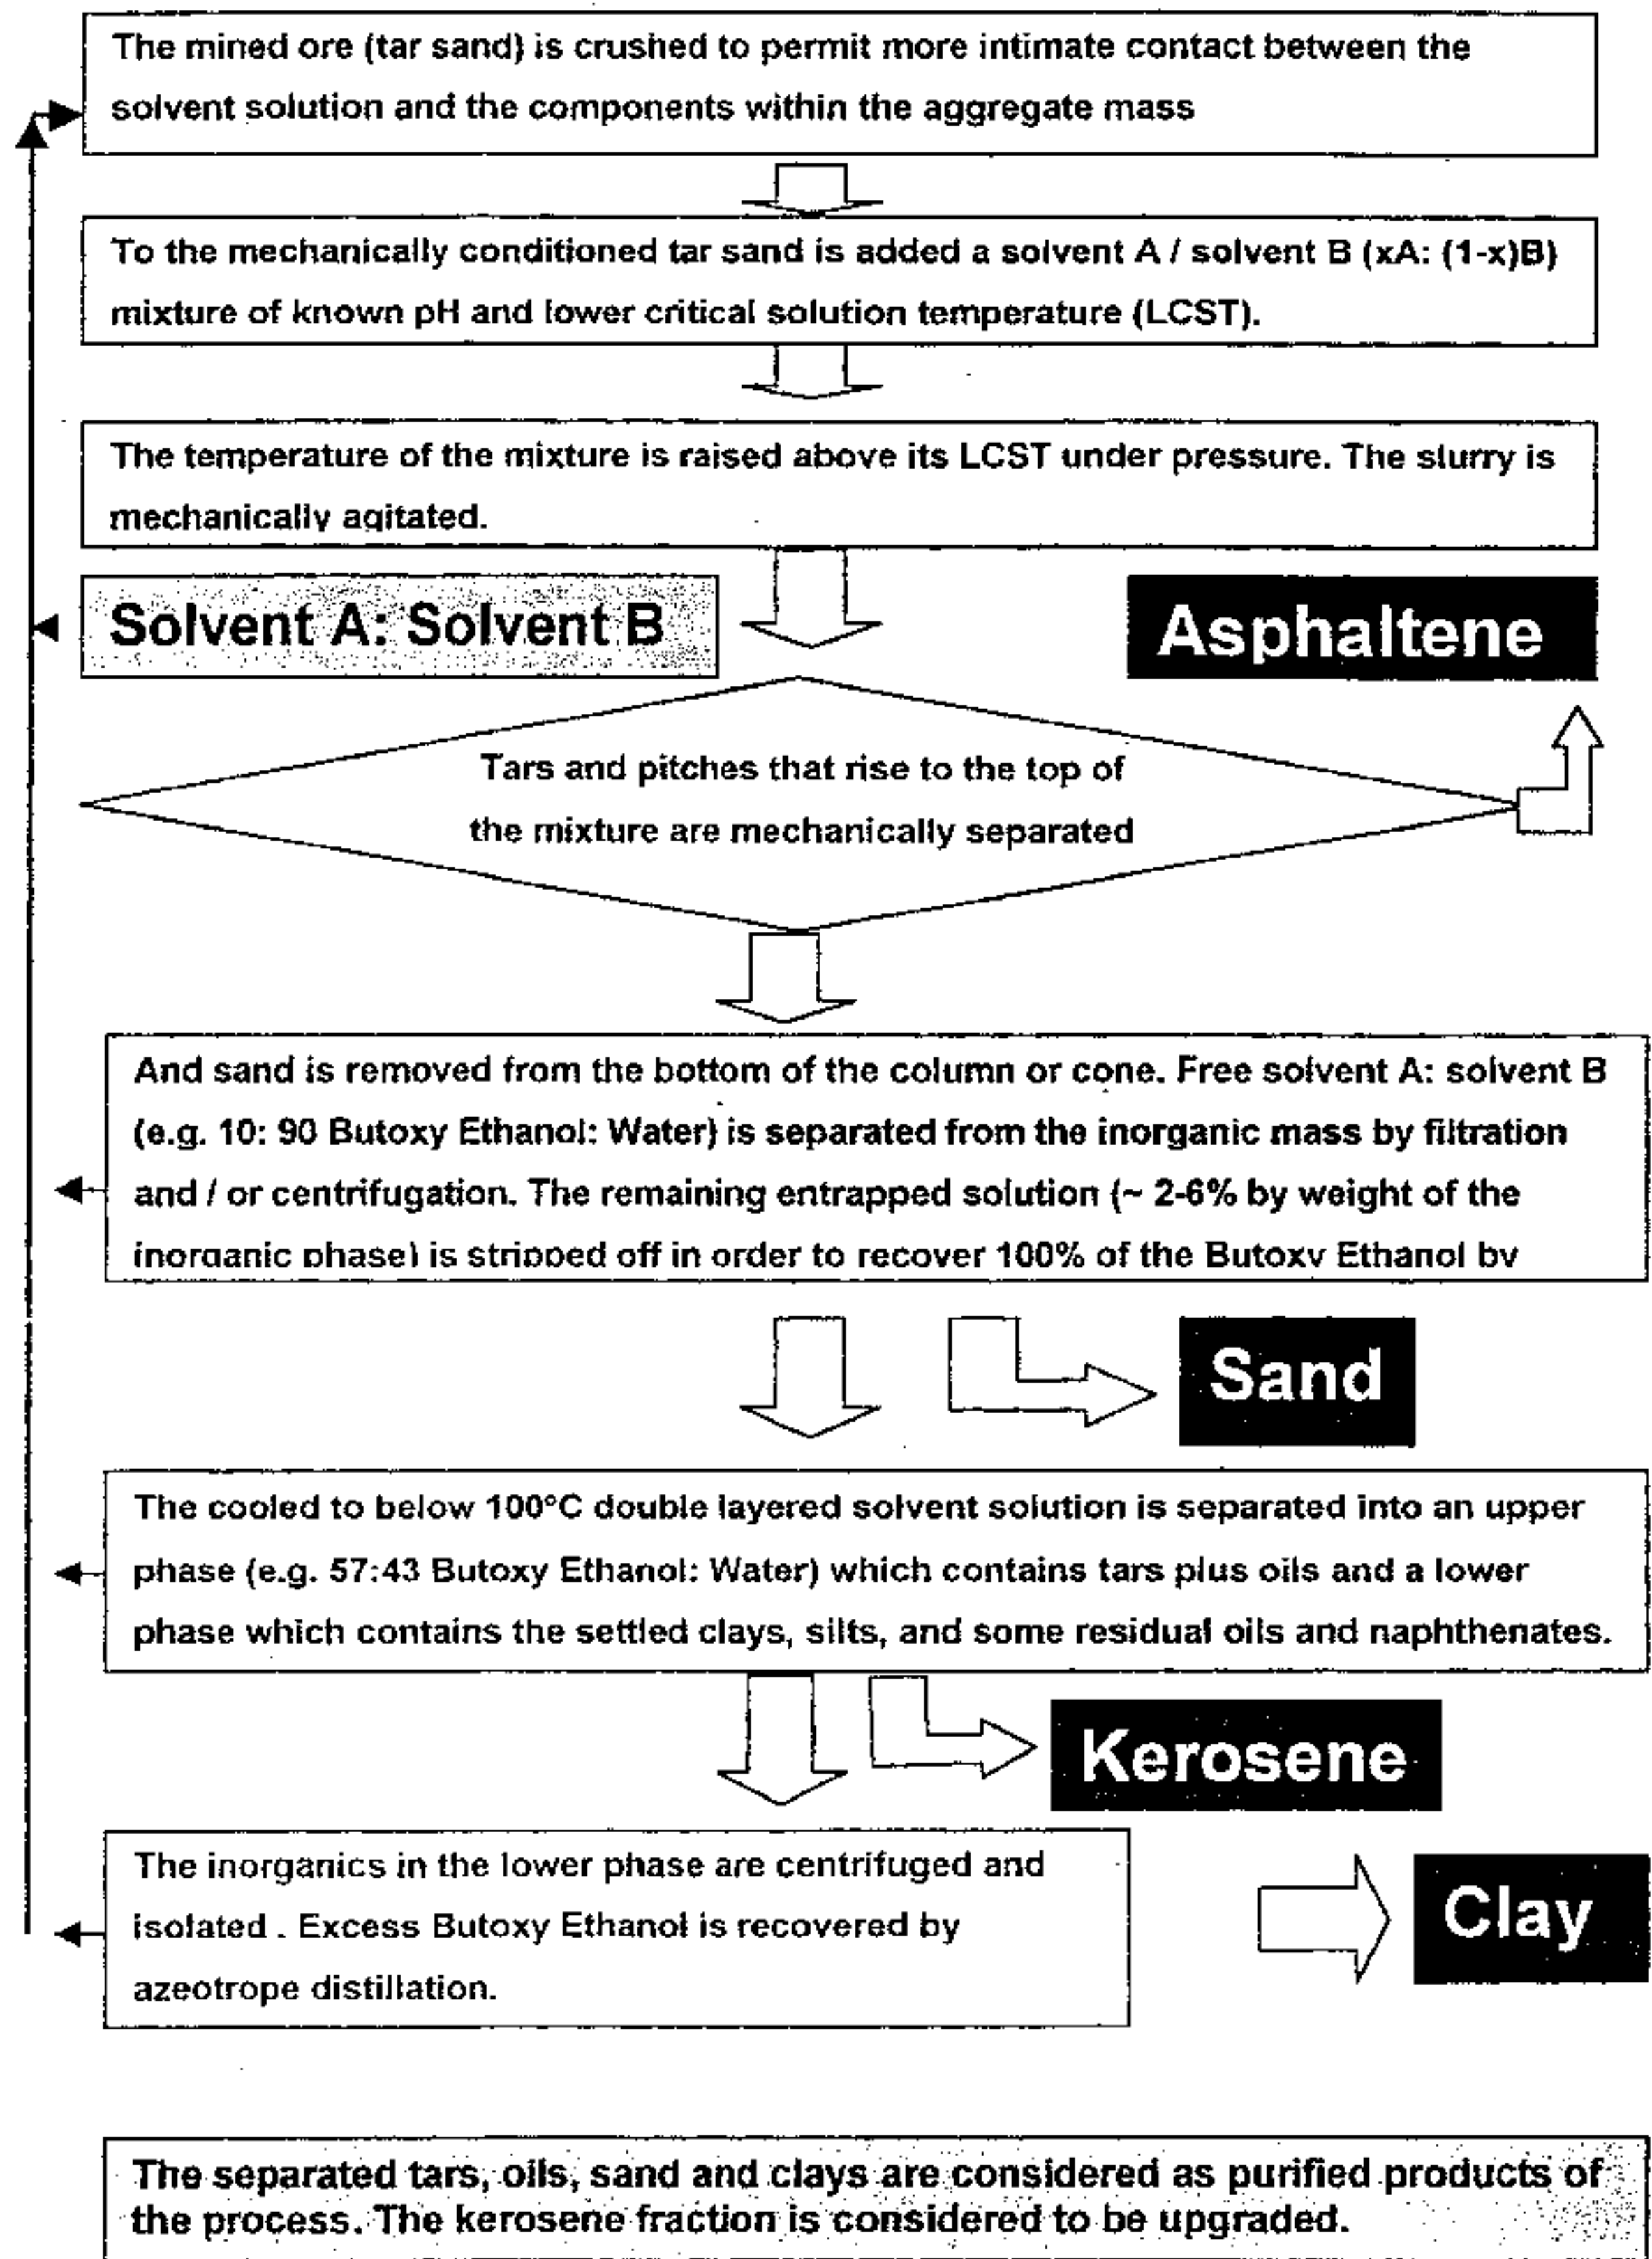 The mined ore (tar sand) is crushed to permit more intimate contact between the
solvent solution and the components within the aggregate mass
To the mechanically conditioned tar sand is added a solvent A / solvent B (xA: (1-x)B)
mixture of known pH and lower critical solution temperature (LCST).
The temperature of the mixture is raised above its LCST under pressure. The slurry is
mechanically agitated.
Solvent A: Solvent B
Asphaltene
Tars and pitches that rise to the top of
the mixture are mechanically separated
And sand is removed from the bottom of the column or cone. Free solvent A: solvent B
(e.g. 10: 90 Butoxy Ethanol: Water) is separated from the inorganic mass by filtration
and / or centrifugation. The remaining entrapped solution (~ 2-6% by weight of the
inorganic phase) is stripped off in order to recover 100% of the Butoxy Ethanol by
Sand
The cooled to below 100°C double layered solvent solution is separated into an upper
phase (e.g. 57:43 Butoxy Ethanol: Water) which contains tars plus oils and a lower
phase which contains the settled clays, silts, and some residual oils and naphthenates.
Kerosene
The inorganics in the lower phase are centrifuged and
isolated . Excess Butoxy Ethanol is recovered by
azeotrope distillation.
Clay
The separated tars, oils, sand and clays are considered as purified products of
the process. The kerosene fraction is considered to be upgraded.